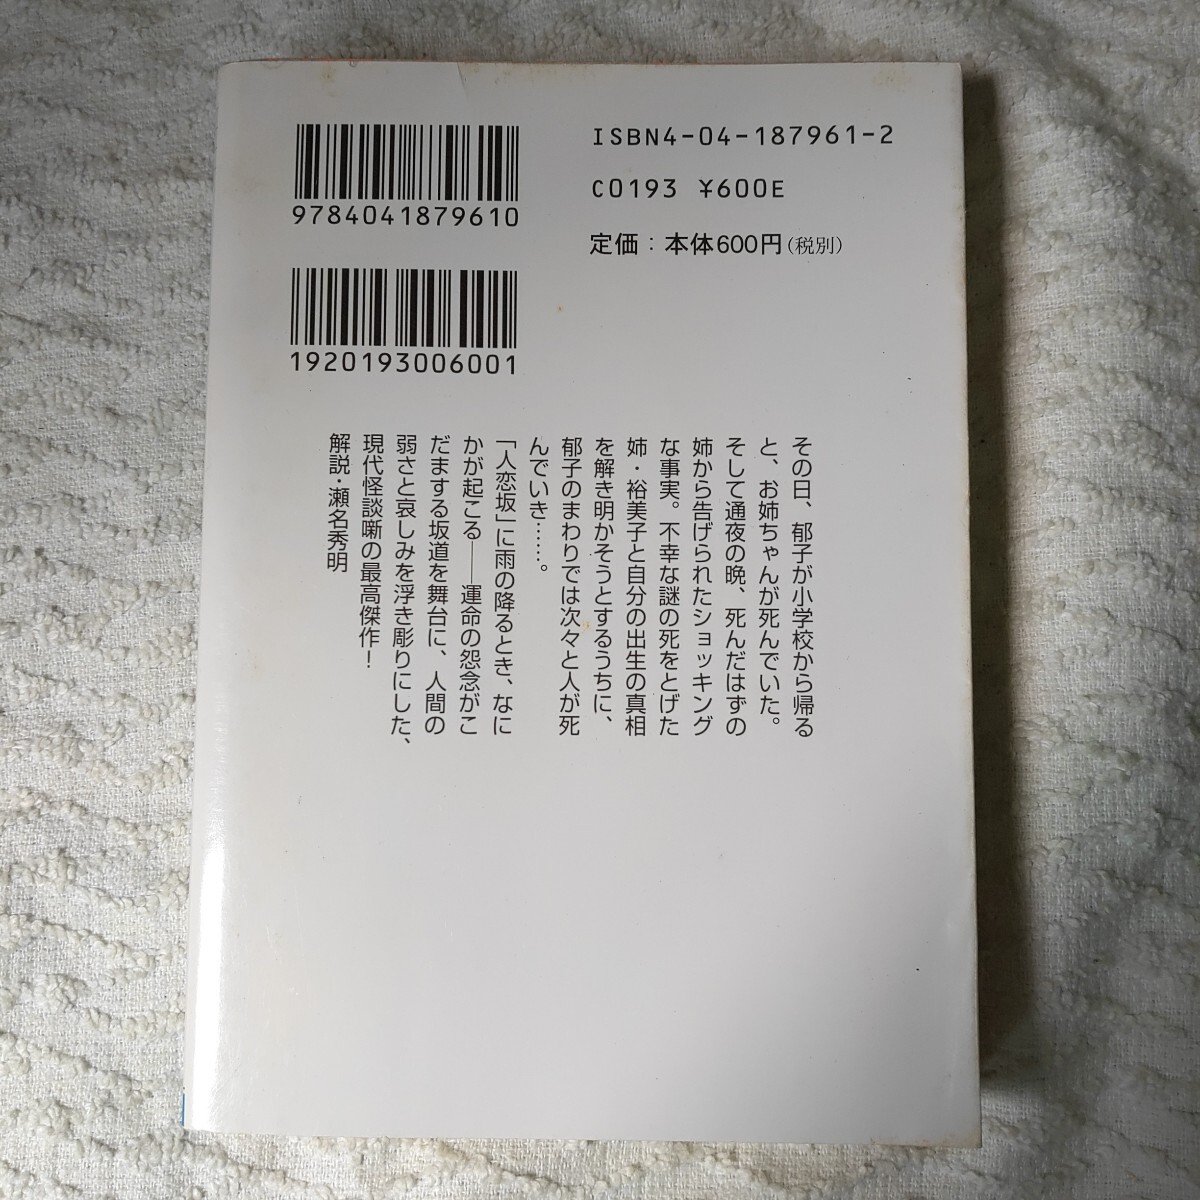 ISBN4-04-187961-2
C0193 ¥600E
定価：本体600円(税別)
9784041879610
1920193006001
その日、郁子が小学校から帰る
と、お姉ちゃんが死んでいた。
そして通夜の晩、死んだはずの
姉から告げられたショッキング
な事実。不幸な謎の死をとげた
姉・裕美子と自分の出生の真相
を解き明かそうとするうちに、
郁子のまわりでは次々と人が死
んでいき……。
「人恋坂」に雨の降るとき、なに
かが起こる――運命の怨念がこ
だまする坂道を舞台に、人間の
弱さと哀しみを浮き彫りにした、
現代怪談噺の最高傑作！
解説・瀬名秀明